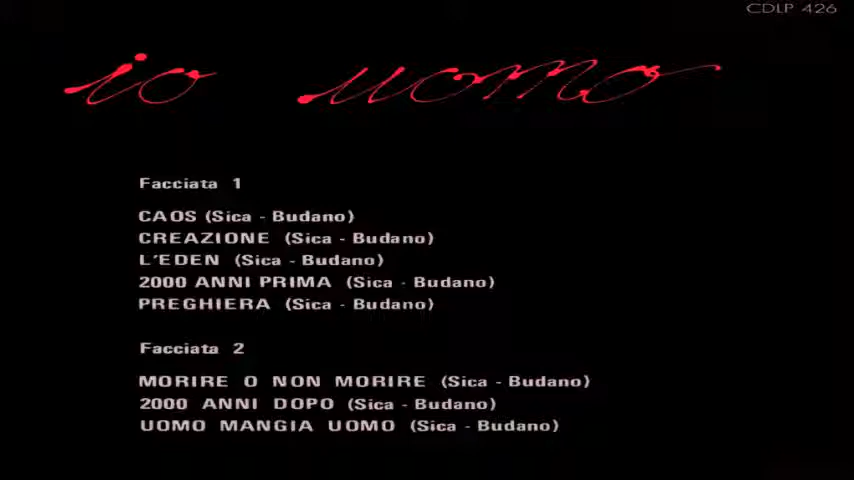 CDLP 426
io uomo
Facciata 1
CAOS (Sica - Budano)
CREAZIONE (Sica - Budano)
L'EDEN (Sica - Budano)
2000 ANNI PRIMA (Sica - Budano)
PREGHIERA (Sica - Budano)
Facciata 2
MORIRE O NON MORIRE (Sica - Budano)
2000 ANNI DOPO (Sica - Budano)
UOMO MANGIA UOMO (Sica - Budano)